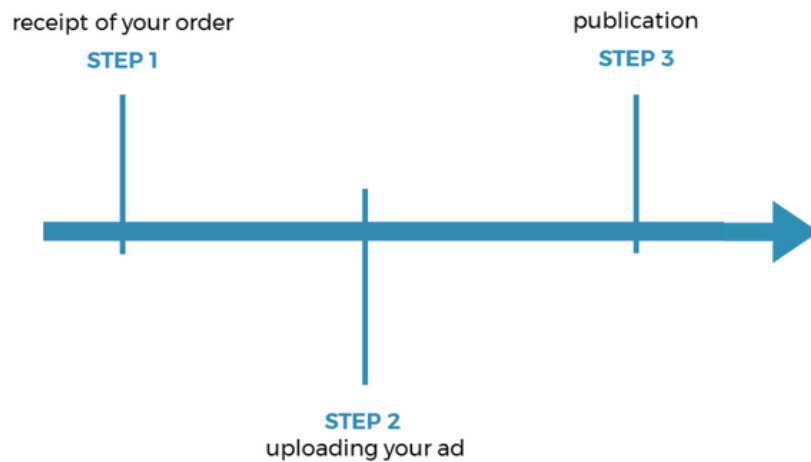 receipt of your order
STEP 1
STEP 2
uploading your ad
publication
STEP 3